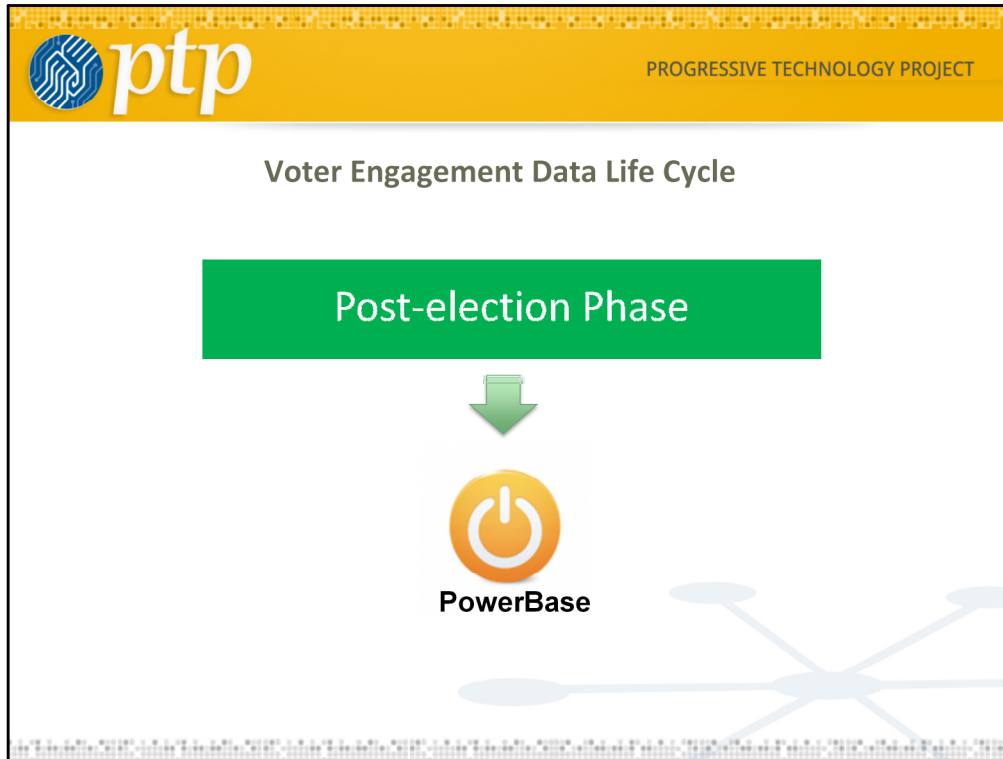 ptp
PROGRESSIVE TECHNOLOGY PROJECT
Voter Engagement Data Life Cycle
Post-election Phase
PowerBase